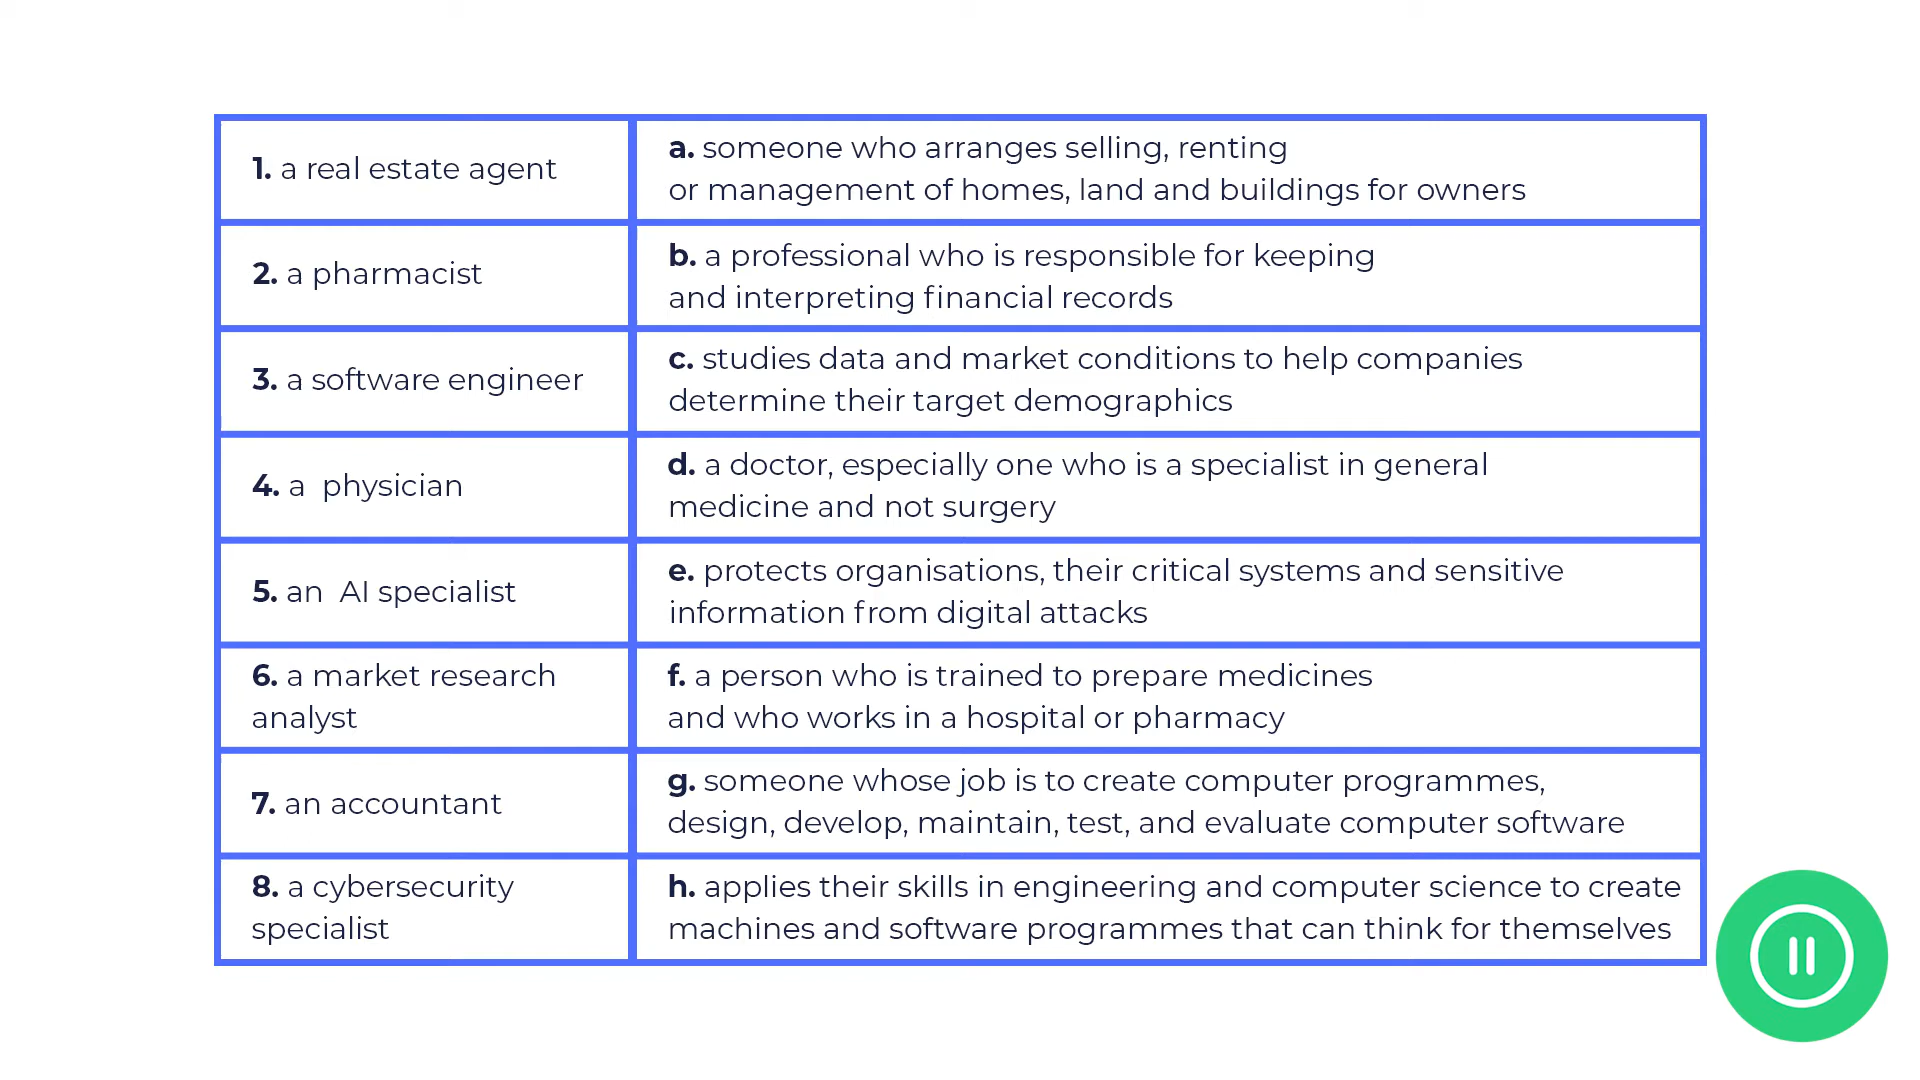 1. a real estate agent
a. someone who arranges selling, renting
or management of homes, land and buildings for owners
2. a pharmacist
b. a professional who is responsible for keeping
and interpreting financial records
3. a software engineer
c. studies data and market conditions to help companies
determine their target demographics
4. a  physician
d. a doctor, especially one who is a specialist in general
medicine and not surgery
5. an  AI specialist
e. protects organisations, their critical systems and sensitive
information from digital attacks
6. a market research
analyst
f. a person who is trained to prepare medicines
and who works in a hospital or pharmacy
7. an accountant
g. someone whose job is to create computer programmes,
design, develop, maintain, test, and evaluate computer software
8. a cybersecurity
specialist
h. applies their skills in engineering and computer science to create
machines and software programmes that can think for themselves